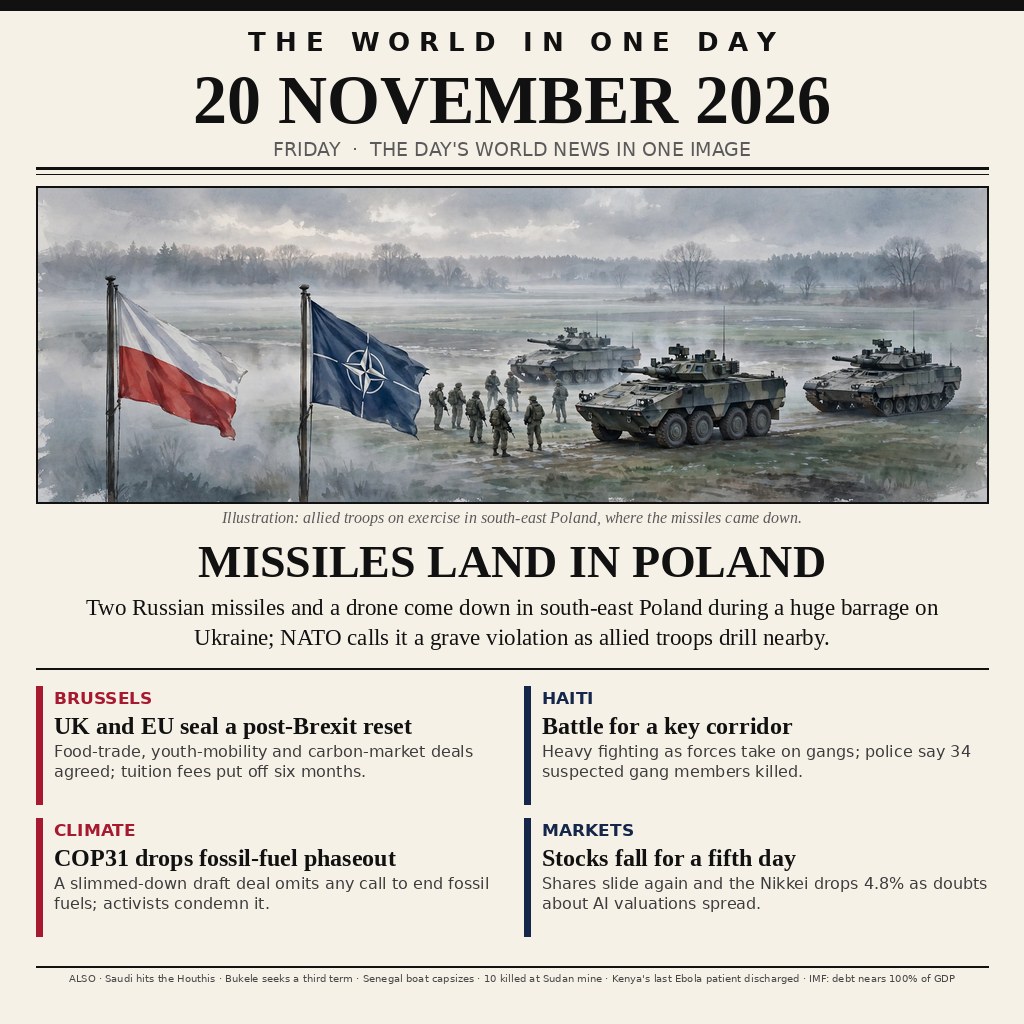 THE WORLD IN ONE DAY
20 NOVEMBER 2026
FRIDAY · THE DAY'S WORLD NEWS IN ONE IMAGE
Illustration: allied troops on exercise in south-east Poland, where the missiles came down.
MISSILES LAND IN POLAND
Two Russian missiles and a drone come down in south-east Poland during a huge barrage on
Ukraine; NATO calls it a grave violation as allied troops drill nearby.
BRUSSELS
UK and EU seal a post-Brexit reset
Food-trade, youth-mobility and carbon-market deals
agreed; tuition fees put off six months.
HAITI
Battle for a key corridor
Heavy fighting as forces take on gangs; police say 34
suspected gang members killed.
CLIMATE
COP31 drops fossil-fuel phaseout
A slimmed-down draft deal omits any call to end fossil
fuels; activists condemn it.
MARKETS
Stocks fall for a fifth day
Shares slide again and the Nikkei drops 4.8% as doubts
about AI valuations spread.
ALSO · Saudi hits the Houthis · Bukele seeks a third term · Senegal boat capsizes · 10 killed at Sudan mine · Kenya's last Ebola patient discharged · IMF: debt nears 100% of GDP